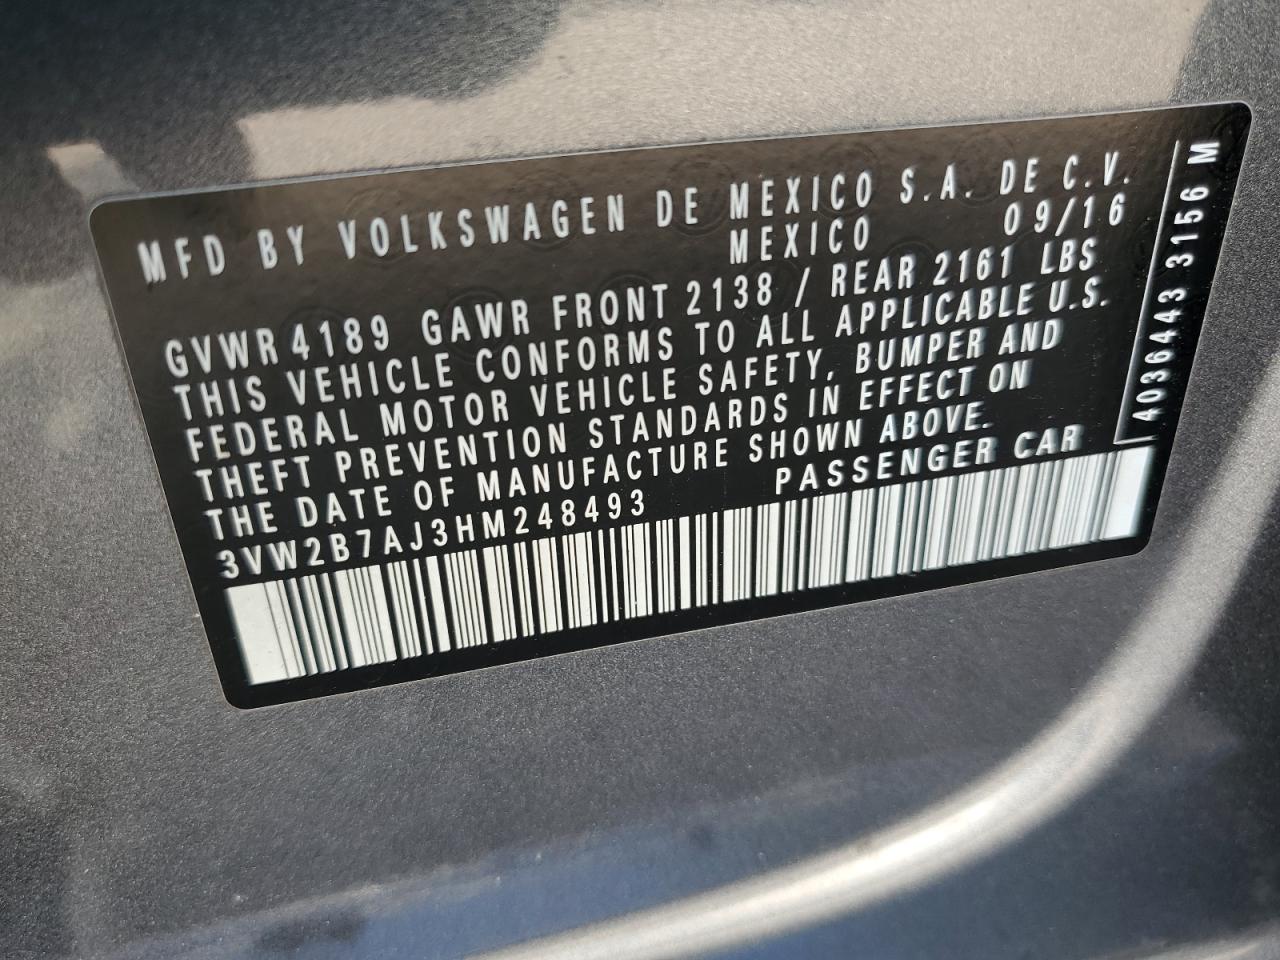 MFD BY VOLKSWAGEN DE MEXICO S.A. DE C.V.
MEXICO 09/16
GVWR 4189 GAWR FRONT 2138 / REAR 2161 LBS
THIS VEHICLE CONFORMS TO ALL APPLICABLE U.S.
FEDERAL MOTOR VEHICLE SAFETY, BUMPER AND
THEFT PREVENTION STANDARDS IN EFFECT ON
THE DATE OF MANUFACTURE SHOWN ABOVE.
3VW2B7AJ3HM248493 PASSENGER CAR
4036443 3156 M